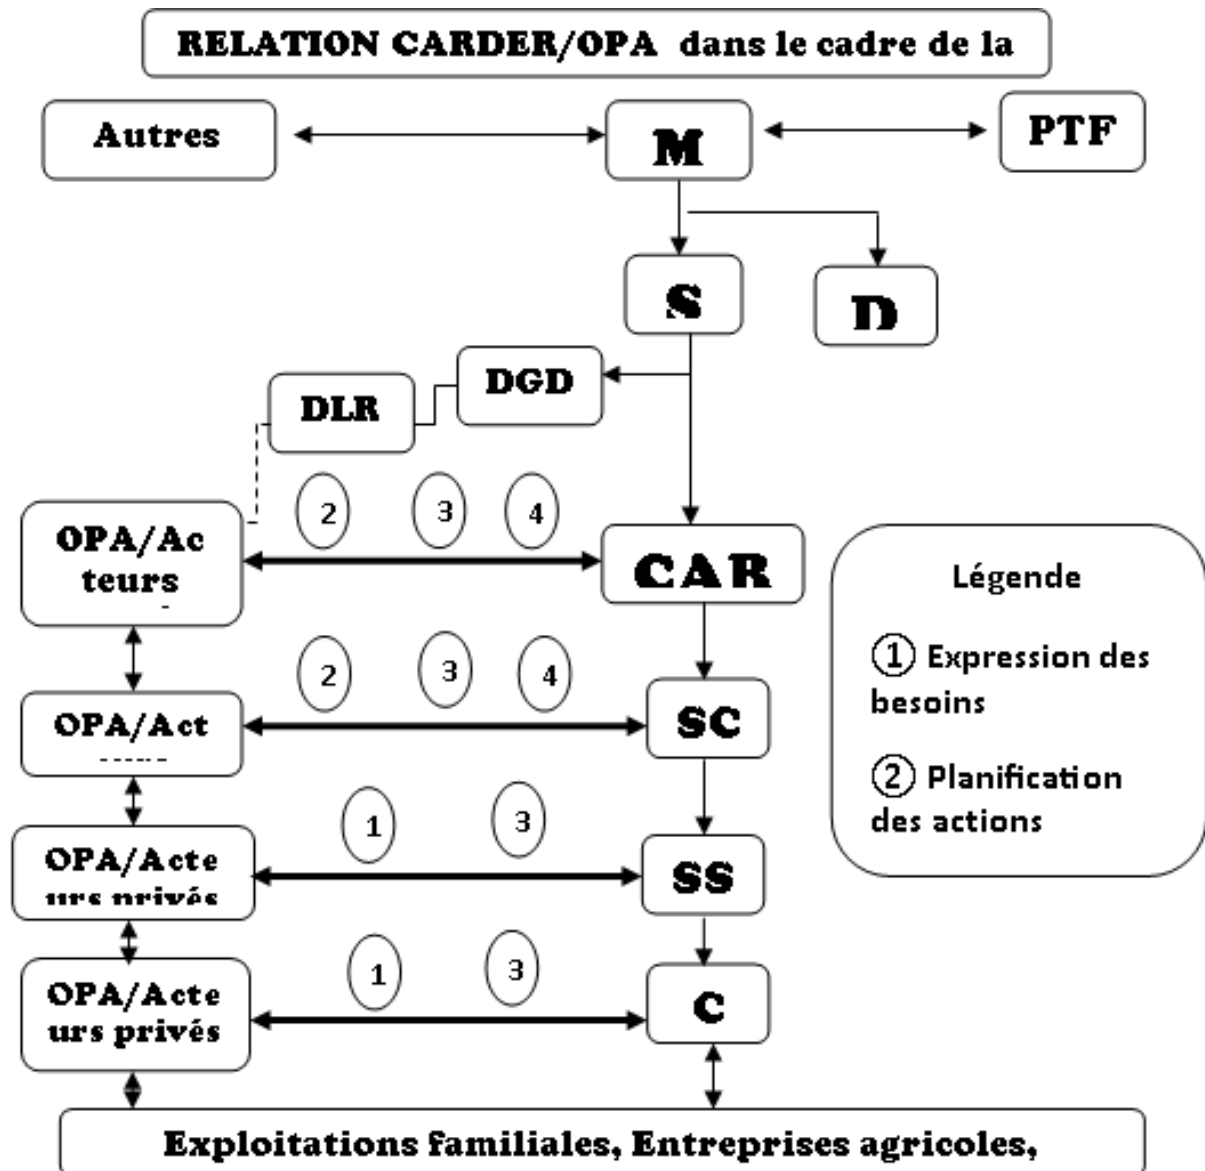 RELATION CARDER/OPA dans le cadre de la
Autres
M
PTF
S
D
DGD
DLR
2
3
4
OPA/Ac
teurs
CAR
Légende
1 Expression des
besoins
2 Planification
des actions
2
3
4
OPA/Act
SC
1
3
OPA/Acte
urs privés
SS
1
3
OPA/Acte
urs privés
C
Exploitations familiales, Entreprises agricoles,